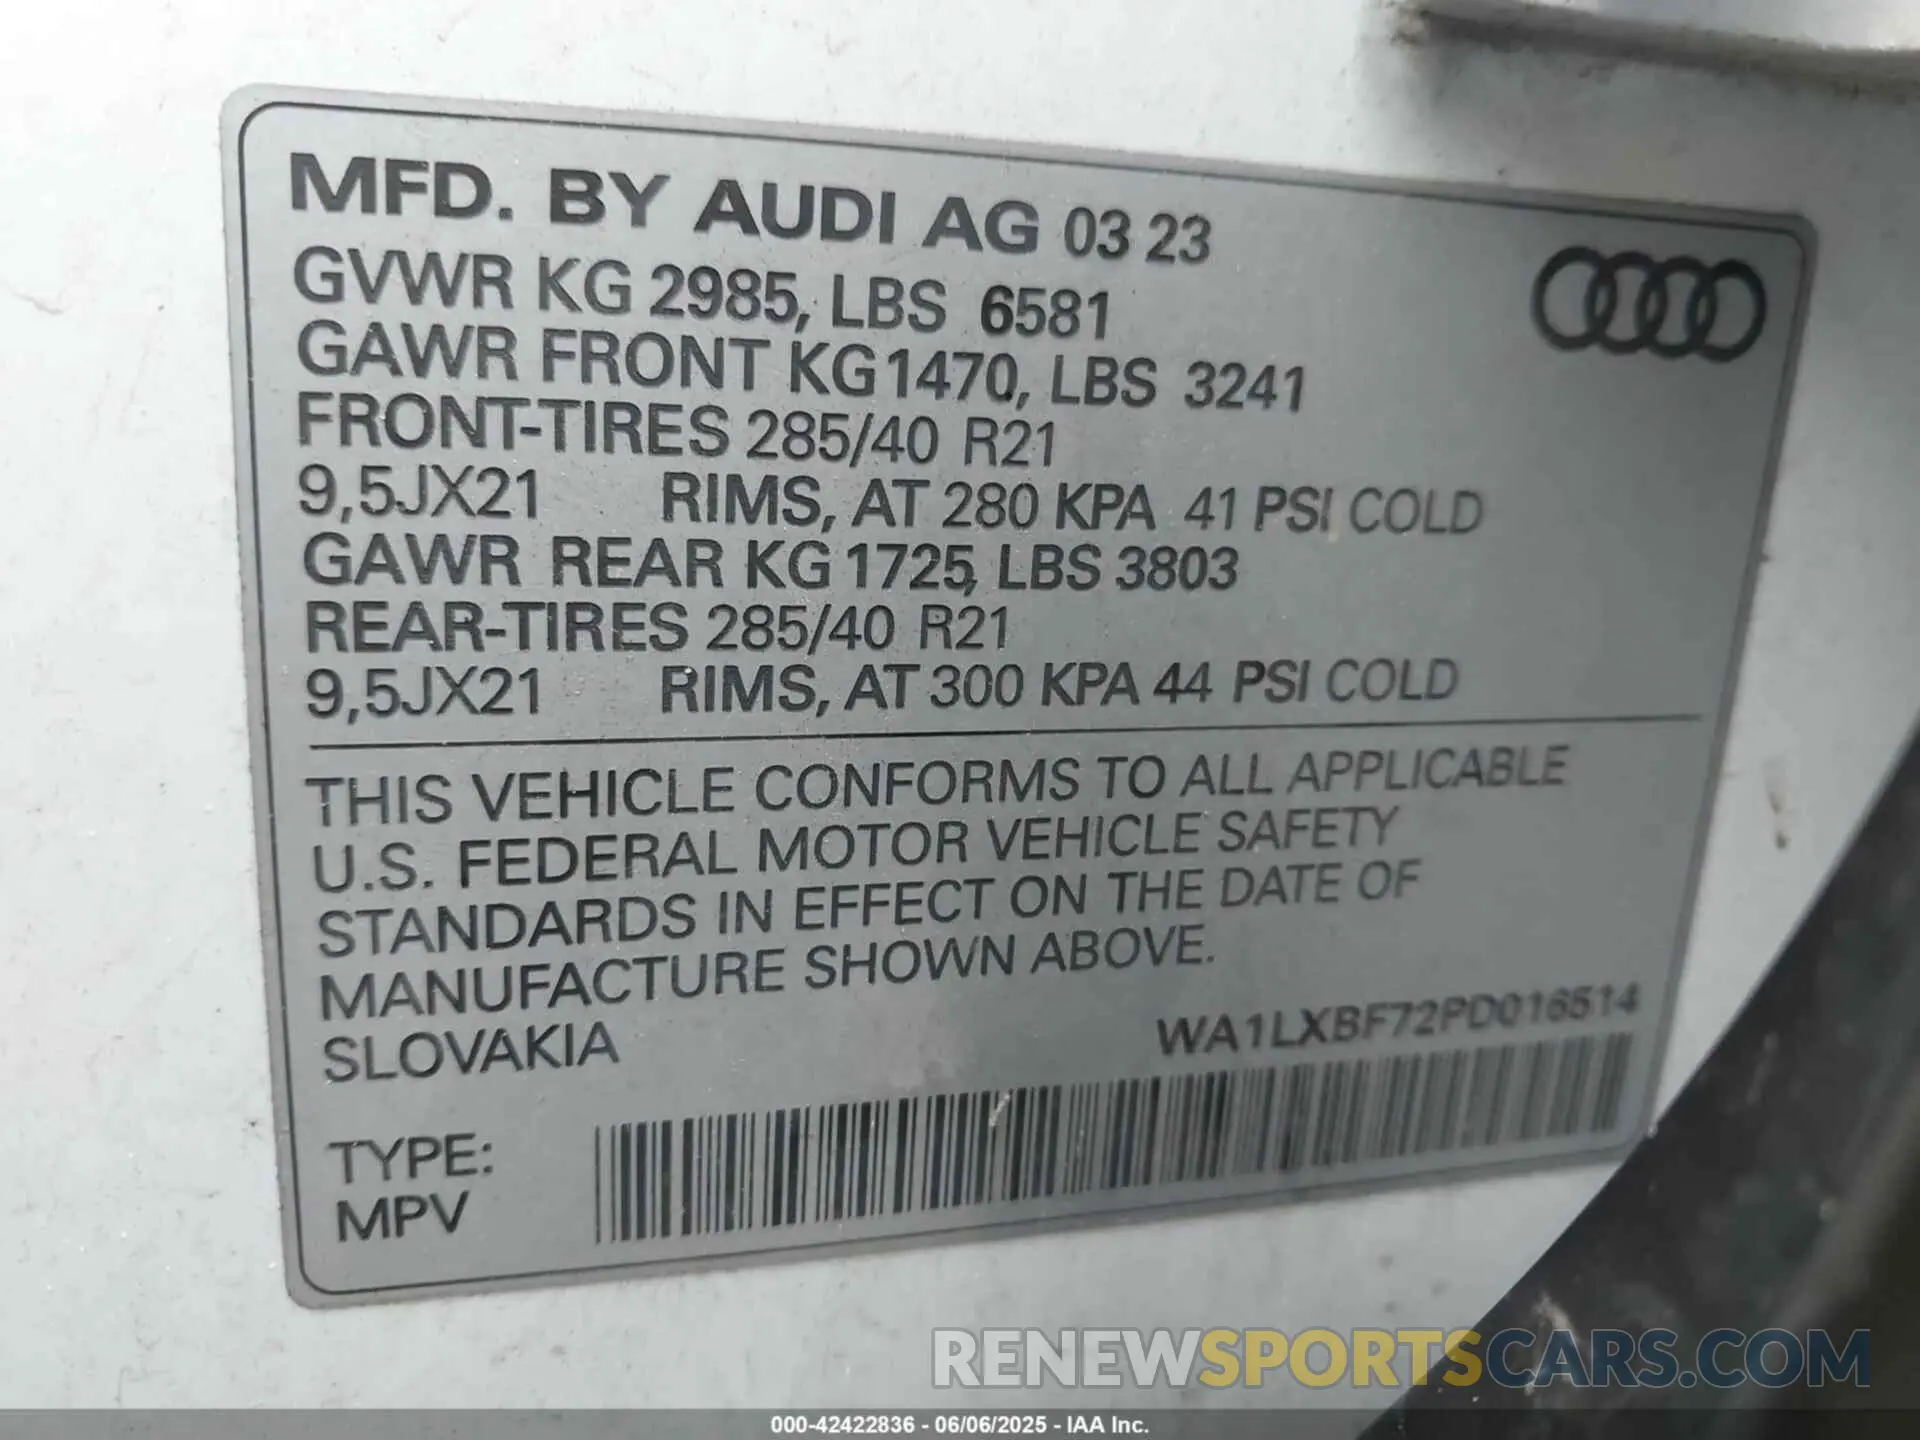 MFD. BY AUDI AG 03 23
GVWR KG 2985, LBS 6581
GAWR FRONT KG 1470, LBS 3241
FRONT-TIRES 285/40 R21
9,5JX21 RIMS, AT 280 KPA 41 PSI COLD
GAWR REAR KG 1725, LBS 3803
REAR-TIRES 285/40 R21
9,5JX21 RIMS, AT 300 KPA 44 PSI COLD
THIS VEHICLE CONFORMS TO ALL APPLICABLE
U.S. FEDERAL MOTOR VEHICLE SAFETY
STANDARDS IN EFFECT ON THE DATE OF
MANUFACTURE SHOWN ABOVE.
SLOVAKIA
WA1LXBF72PD016514
TYPE:
MPV
RENEWSPORTSCARS.COM
000-42422836 - 06/06/2025 - IAA Inc.